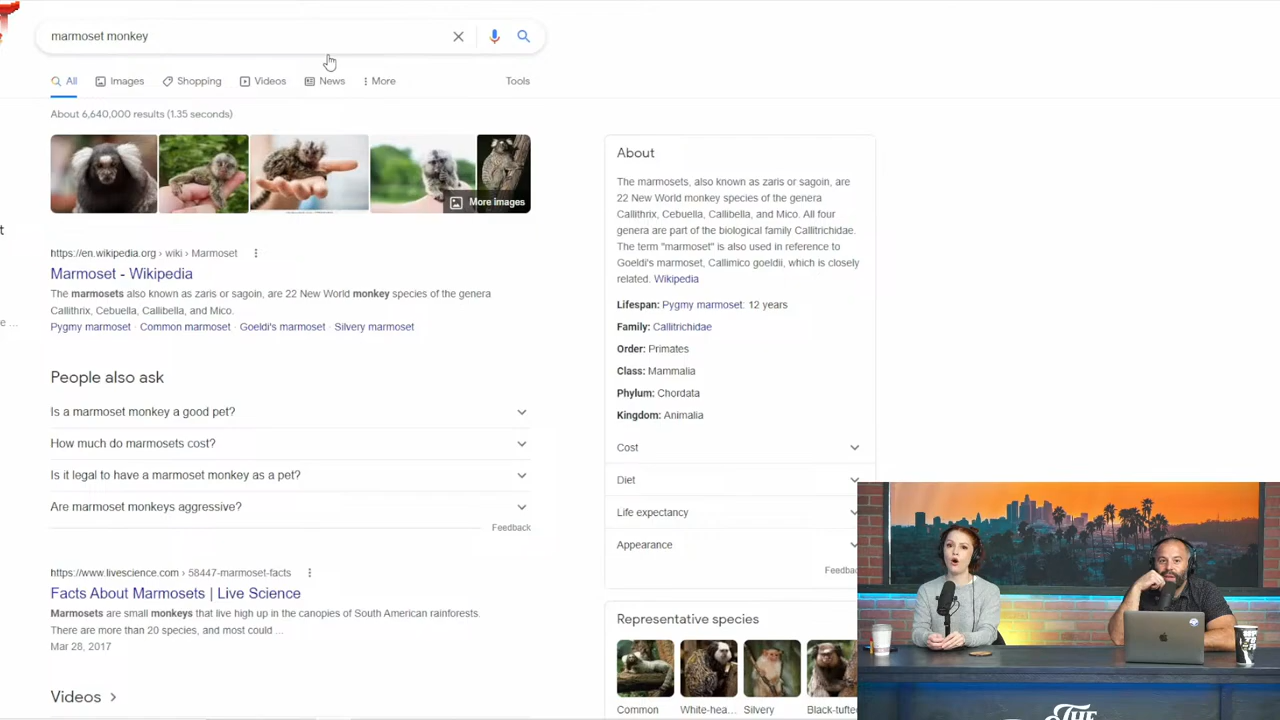 marmoset monkey
All
Images
Shopping
Videos
News
More
Tools
About 6,640,000 results (1.35 seconds)
More images
https://en.wikipedia.org › wiki › Marmoset
Marmoset - Wikipedia
The marmosets also known as zaris or sagoin, are 22 New World monkey species of the genera
Callithrix, Cebuella, Callibella, and Mico.
Pygmy marmoset · Common marmoset · Goeldi's marmoset · Silvery marmoset
People also ask
Is a marmoset monkey a good pet?
How much do marmosets cost?
Is it legal to have a marmoset monkey as a pet?
Are marmoset monkeys aggressive?
Feedback
https://www.livescience.com › 58447-marmoset-facts
Facts About Marmosets | Live Science
Marmosets are small monkeys that live high up in the canopies of South American rainforests.
There are more than 20 species, and most could ...
Mar 28, 2017
Videos
About
The marmosets, also known as zaris or sagoin, are
22 New World monkey species of the genera
Callithrix, Cebuella, Callibella, and Mico. All four
genera are part of the biological family Callitrichidae.
The term "marmoset" is also used in reference to
Goeldi's marmoset, Callimico goeldii, which is closely
related. Wikipedia
Lifespan: Pygmy marmoset: 12 years
Family: Callitrichidae
Order: Primates
Class: Mammalia
Phylum: Chordata
Kingdom: Animalia
Cost
Diet
Life expectancy
Appearance
Feedba
Representative species
Common
White-hea...
Silvery
Black-tufte
THE